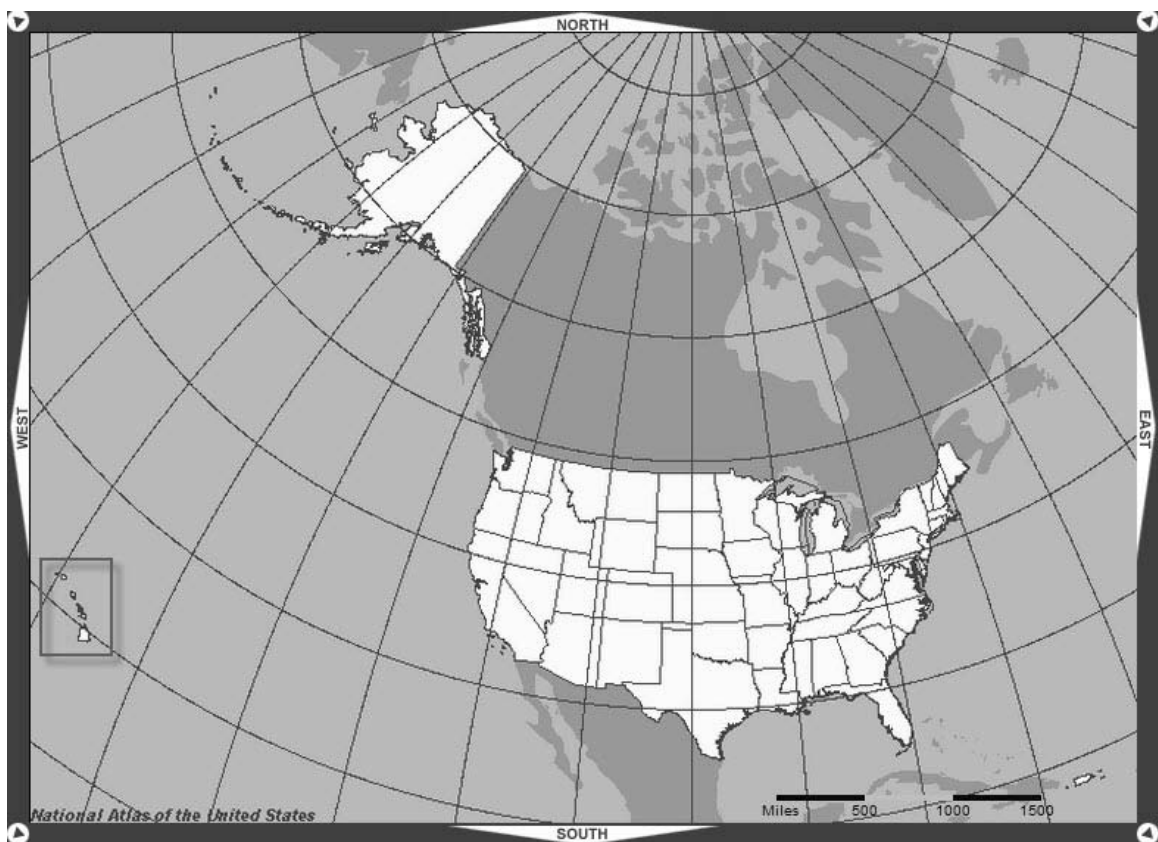 NORTH
WEST
EAST
National Atlas of the United States
Miles 500 1000 1500
SOUTH